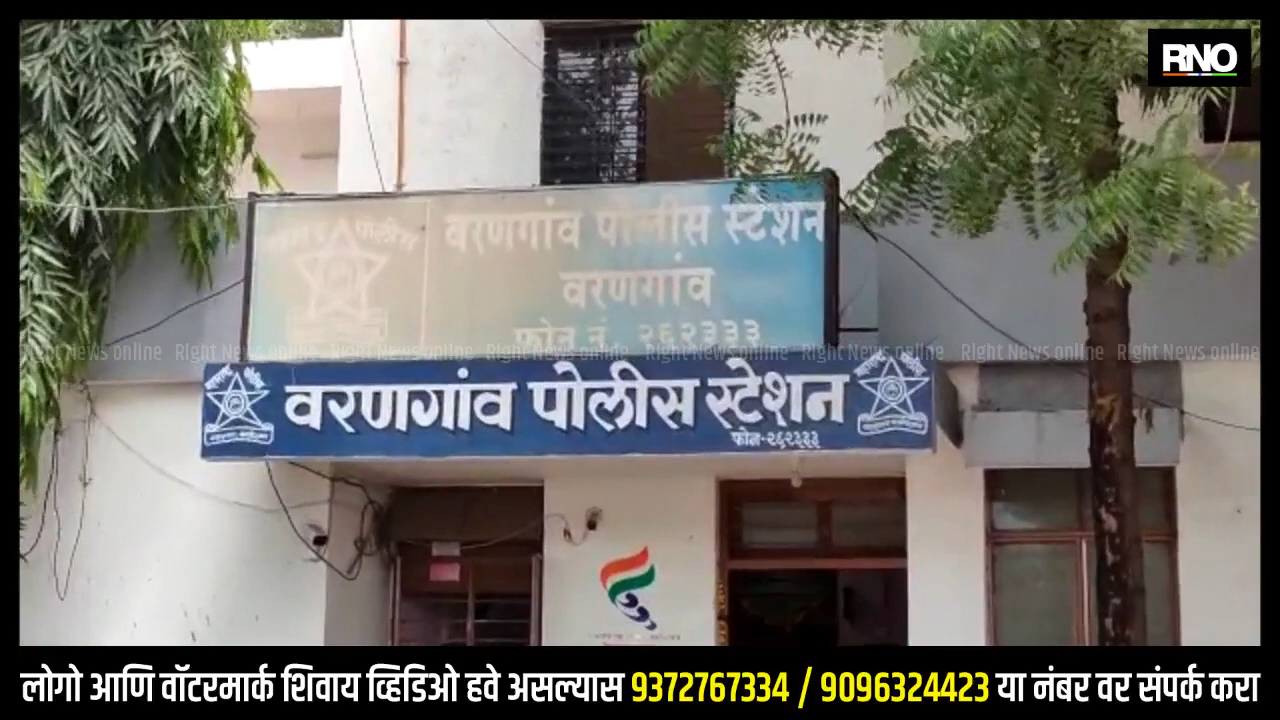 RNO
पोलीस
वरणगांव पोलीस स्टेशन
वरणगांव
फोन नं. २६२३३३
Right News online Right News online Right News online Right News online Right News online Right News online Right News online Right News online
वरणगांव पोलीस स्टेशन
फोन-२६२३३३
लोगो आणि वॉटरमार्क शिवाय व्हिडिओ हवे असल्यास 9372767334 / 9096324423 या नंबर वर संपर्क करा